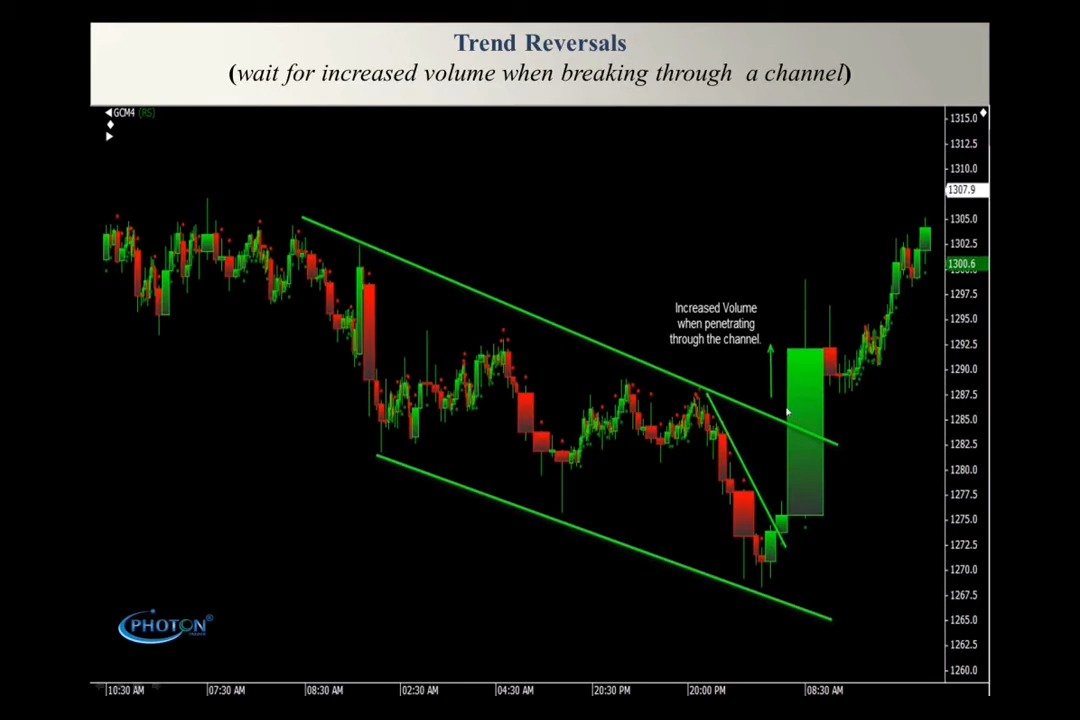 Trend Reversals
(wait for increased volume when breaking through a channel)
GCM4 (RS)
1315.0
1312.5
1310.0
1307.9
1305.0
1302.5
1300.6
1297.5
1295.0
Increased Volume
when penetrating
through the channel.
1292.5
1290.0
1287.5
1285.0
1282.5
1280.0
1277.5
1275.0
1272.5
1270.0
1267.5
1265.0
1262.5
1260.0
PHOTON
10:30 AM 07:30 AM 08:30 AM 02:30 AM 04:30 AM 20:30 PM 20:00 PM 08:30 AM